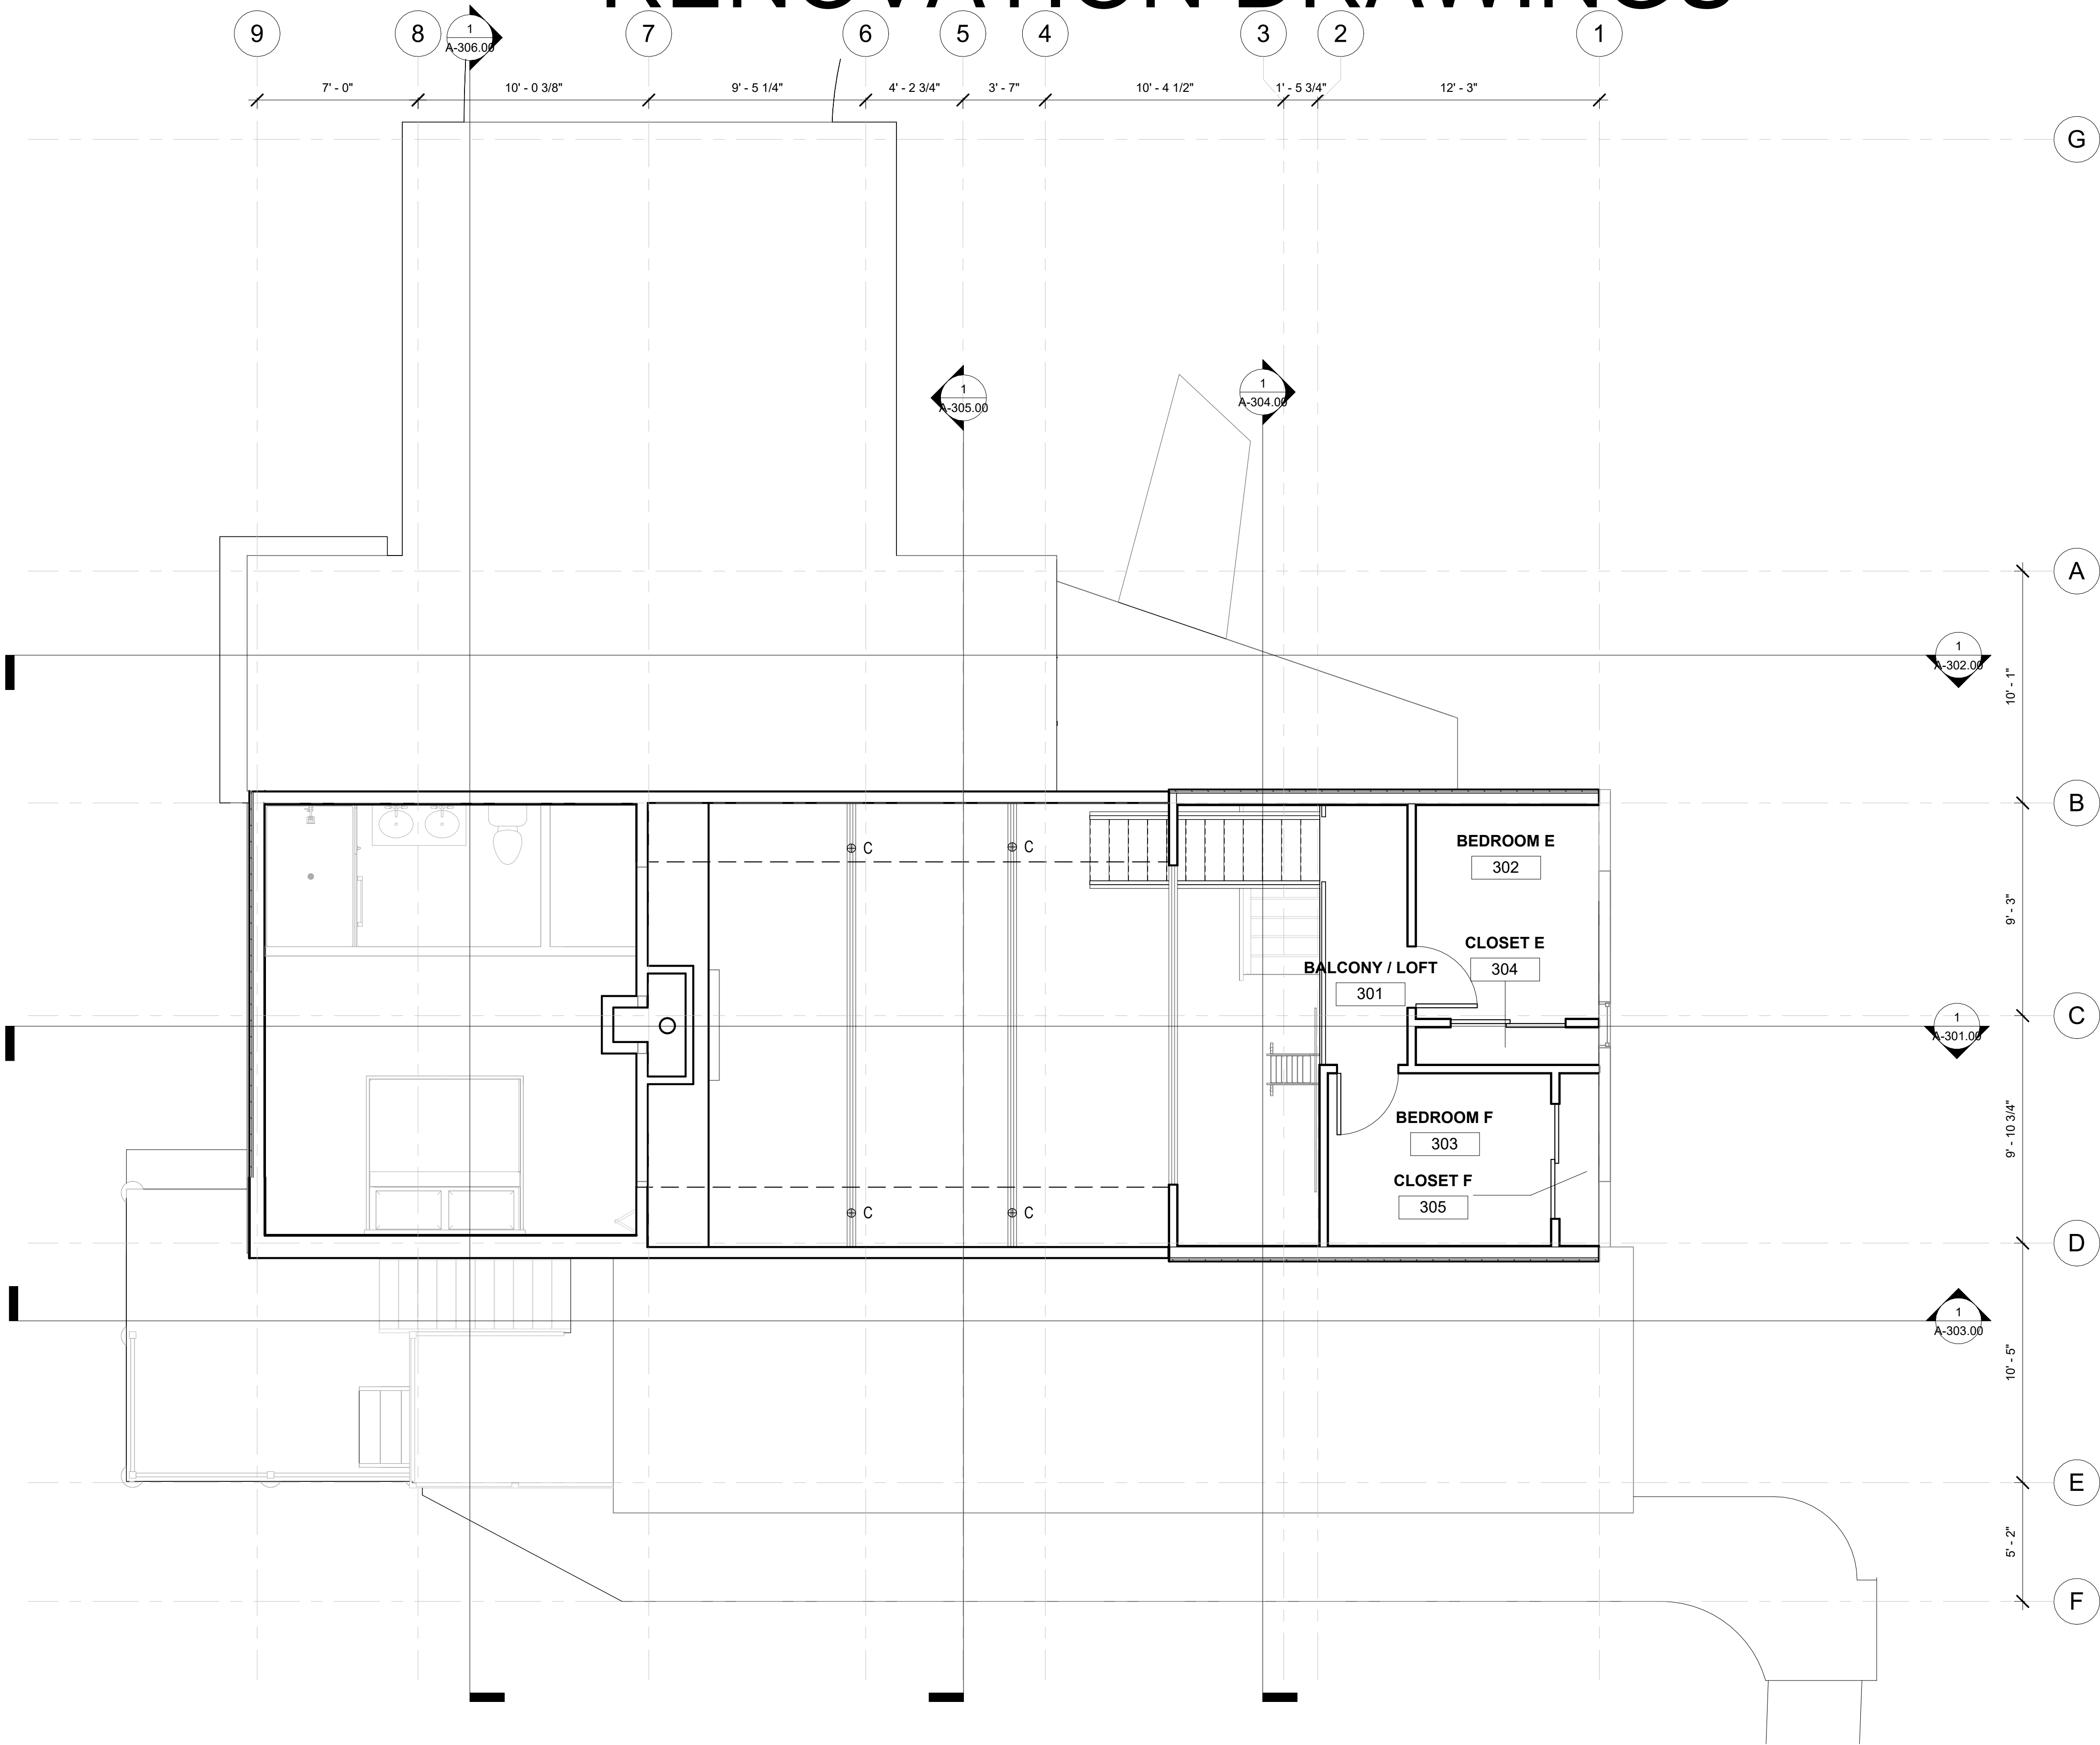 RENOVATION DRAWINGS
9
8
1
A-306.00
7
6
5
4
3
2
1
7' - 0"
10' - 0 3/8"
9' - 5 1/4"
4' - 2 3/4"
3' - 7"
10' - 4 1/2"
1' - 5 3/4"
12' - 3"
G
1
A-305.00
1
A-304.00
A
1
A-302.00
10' - 1"
B
BEDROOM E
302
C
C
9' - 3"
CLOSET E
304
BALCONY / LOFT
301
C
1
A-301.00
BEDROOM F
303
9' - 10 3/4"
CLOSET F
305
C
C
D
1
A-303.00
10' - 5"
E
5' - 2"
F